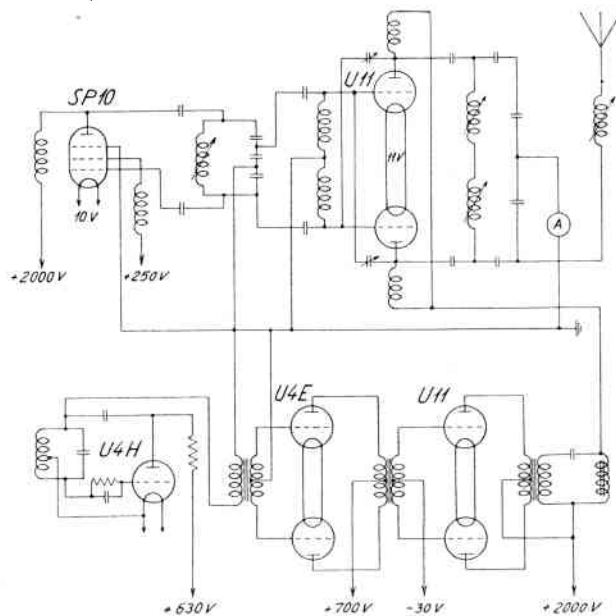 SP10
U11
11V
10V
A
+2000V
+250V
U4E
U11
U4H
+630V
+700V
-30V
+2000V